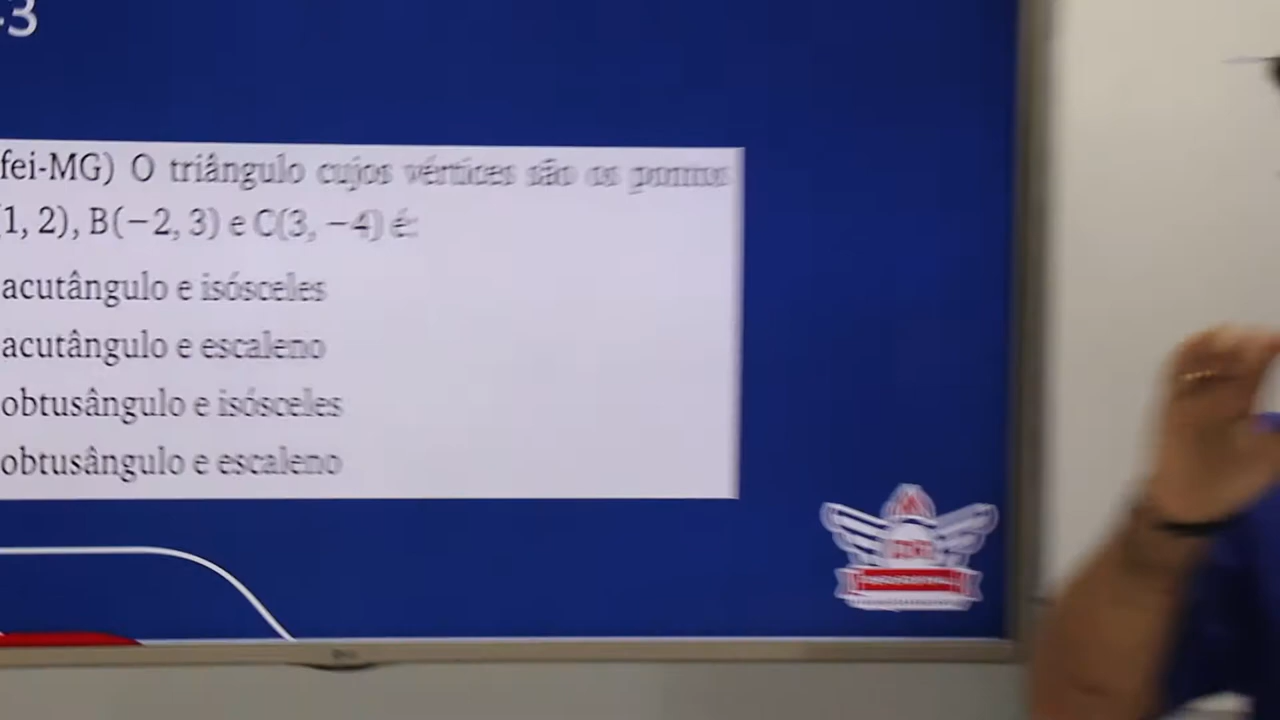 -3
fei-MG) O triângulo cujos vértices são os pontos
(1, 2), B(−2, 3) e C(3, −4) é:
acutângulo e isósceles
acutângulo e escaleno
obtusângulo e isósceles
obtusângulo e escaleno